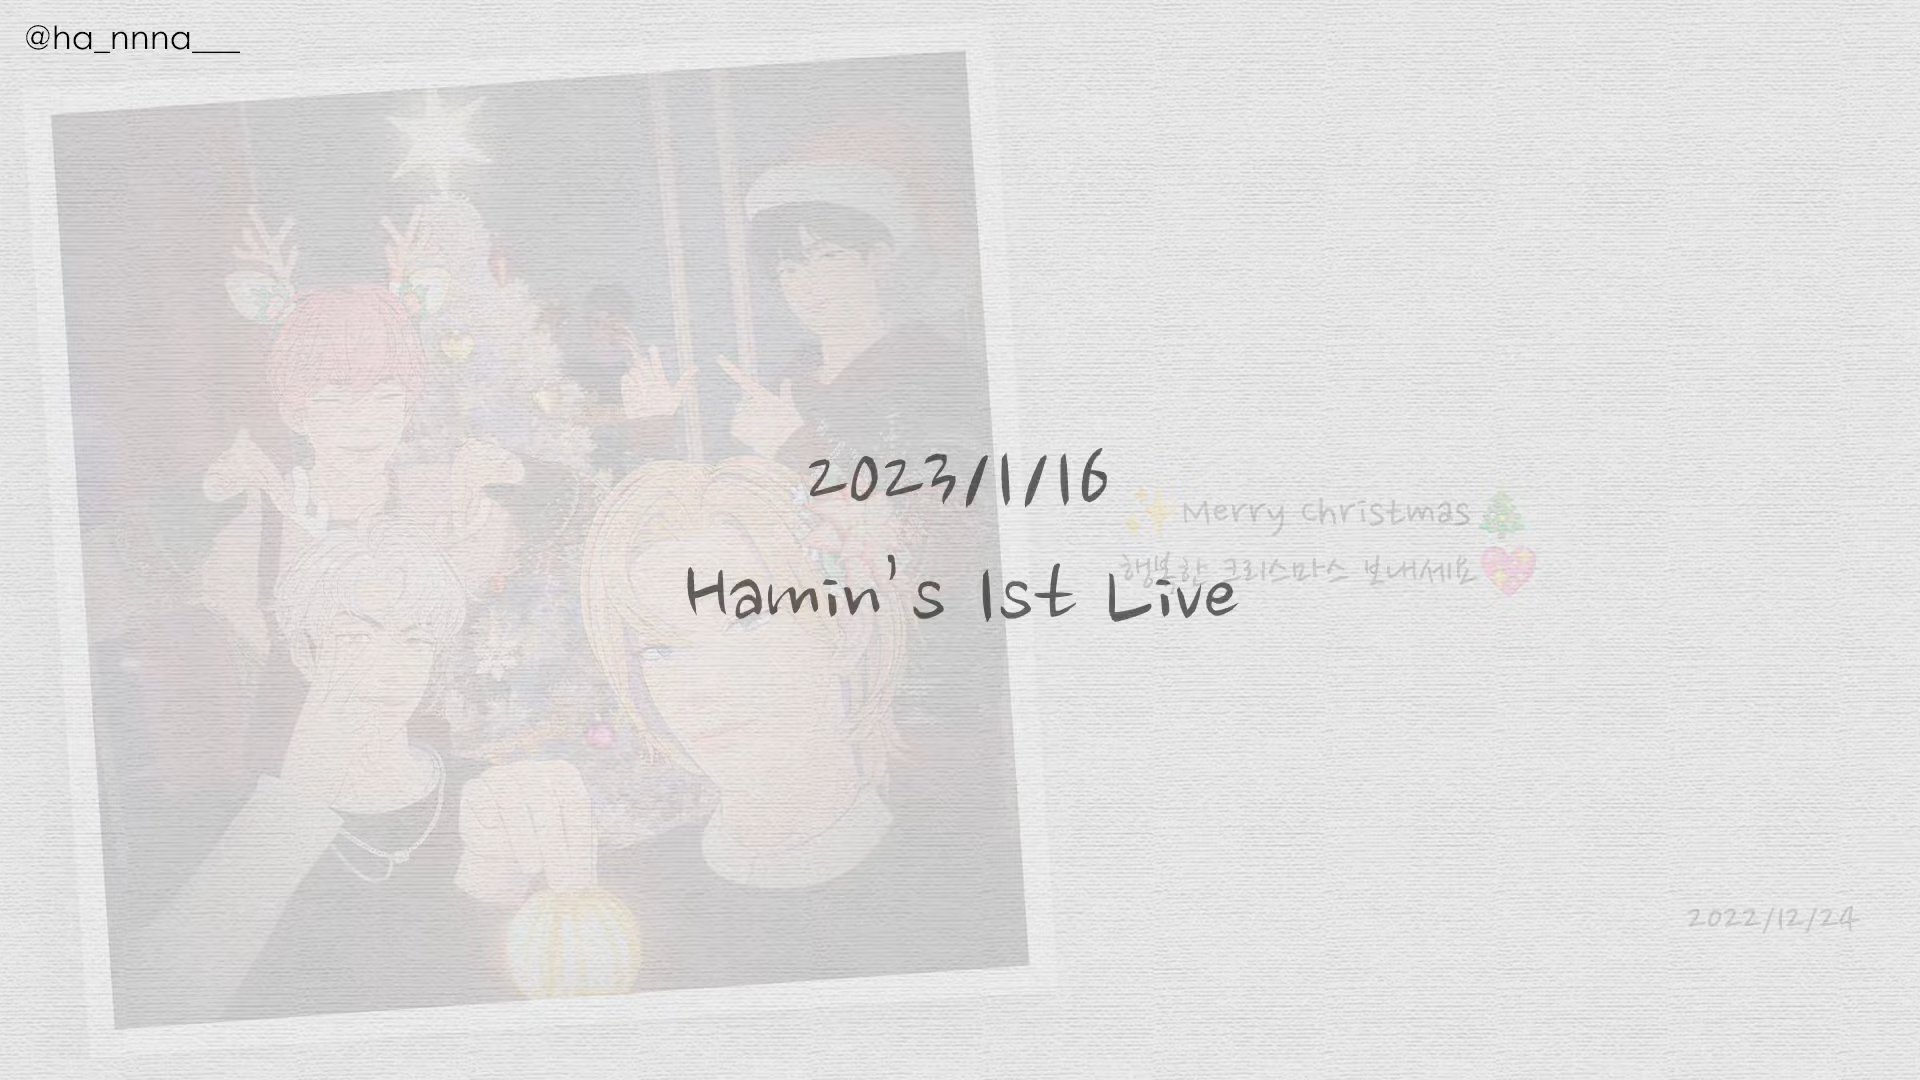 @ha_nnna___
2023/1/16
Hamin's 1st Live
✨Merry christmas🎄
행복한 크리스마스 보내세요💖
2022/12/24